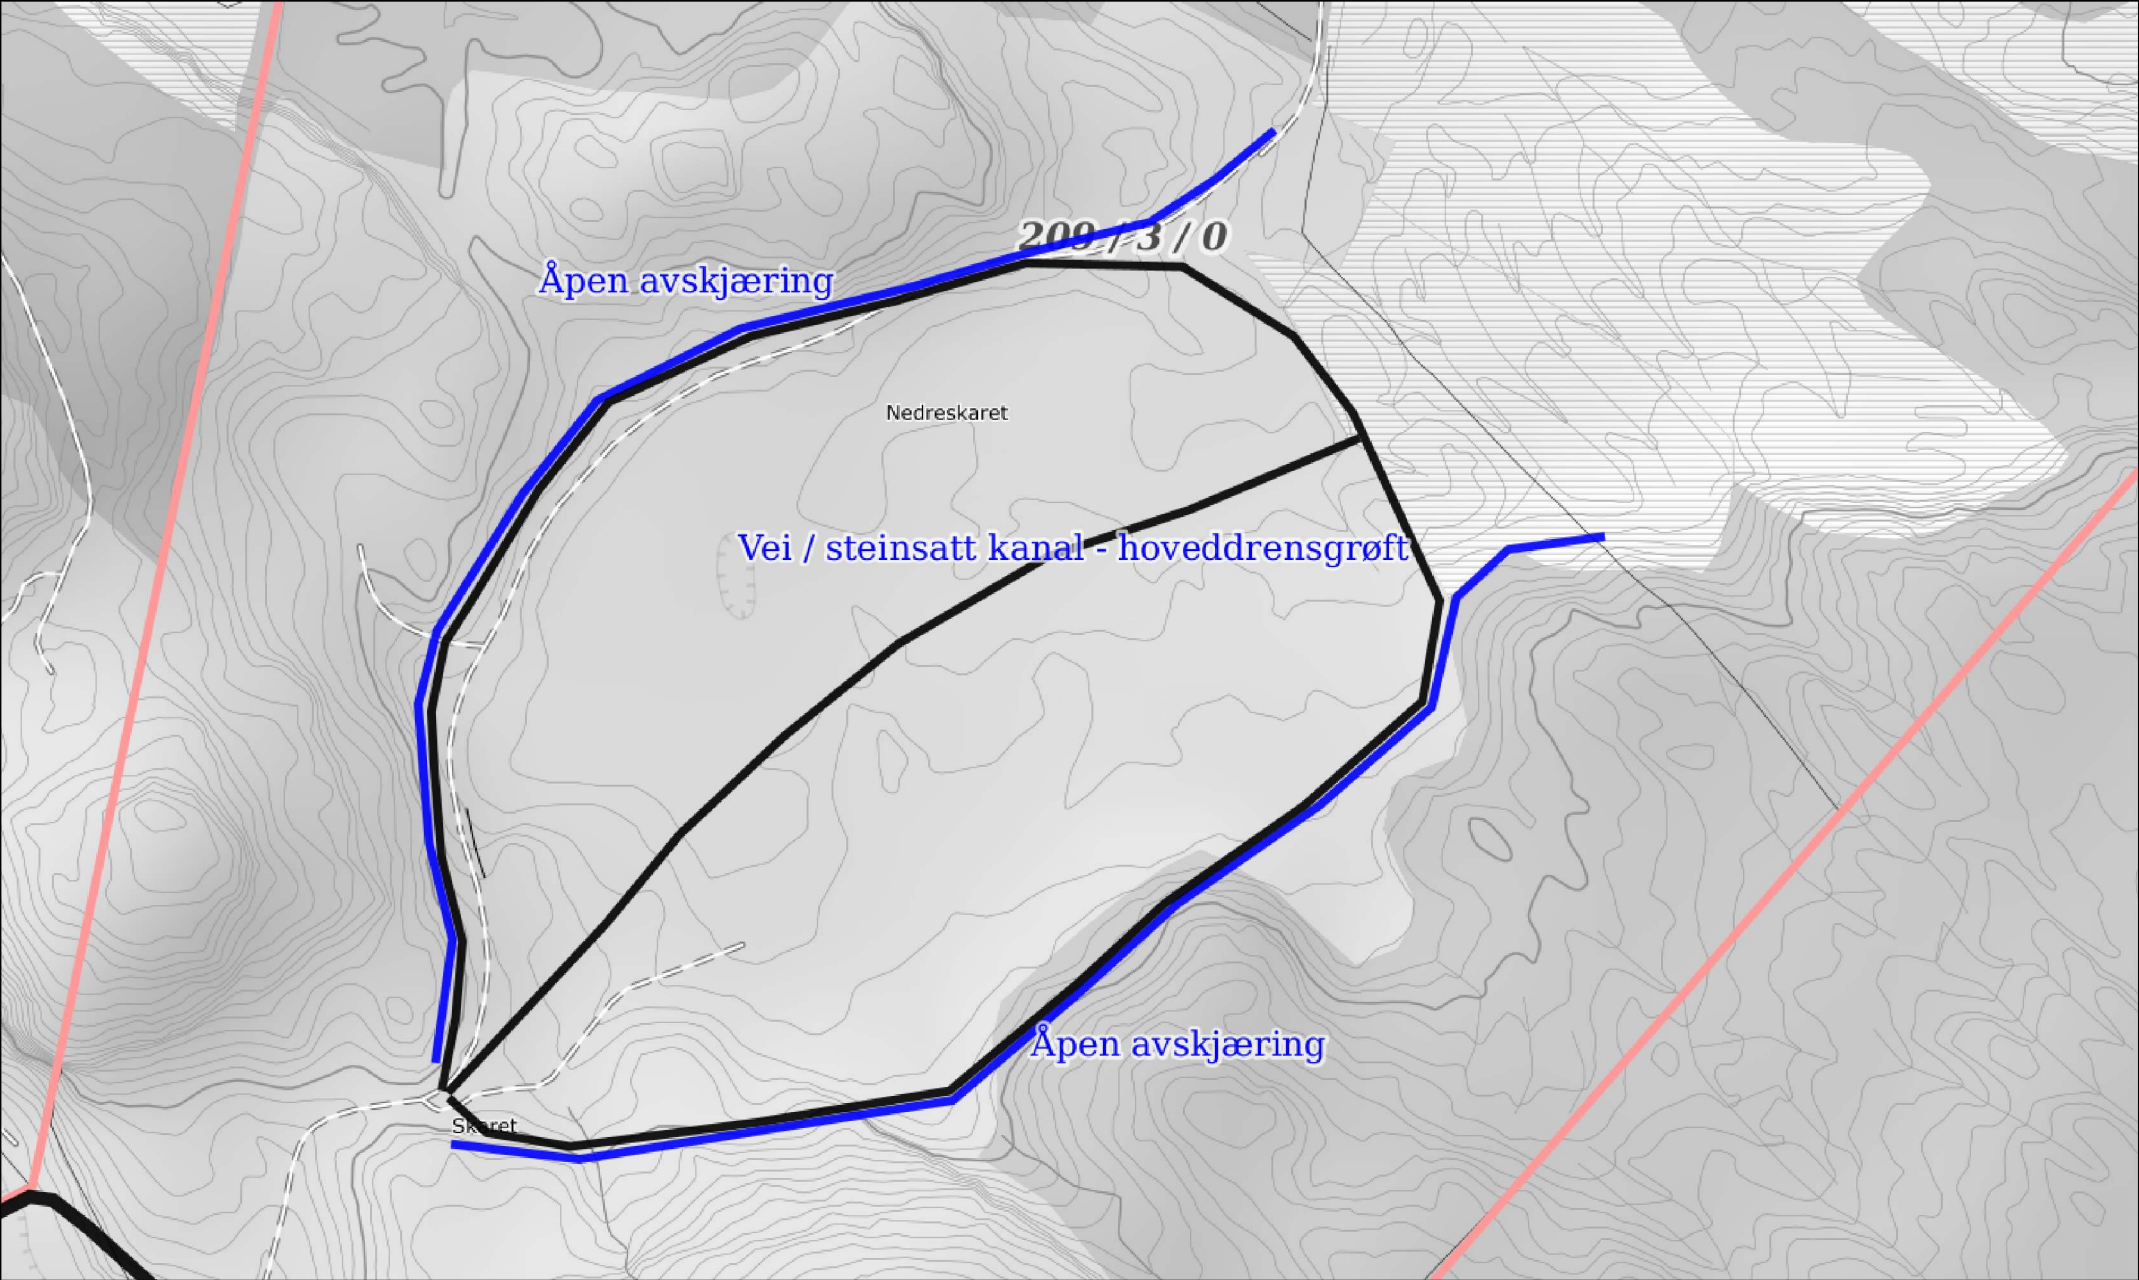 209 / 3 / 0
Åpen avskjæring
Nedreskaret
Vei / steinsatt kanal - hoveddrensgrøft
Åpen avskjæring
Skaret